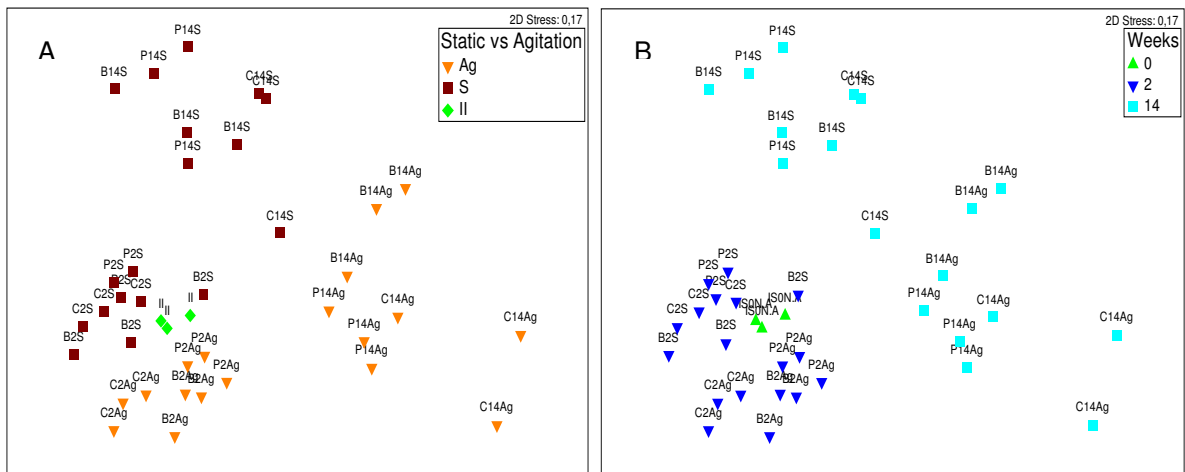 2D Stress: 0,17
A
Static vs Agitation
Ag
S
II
P14S
P14S
B14S
C14S
C14S
B14S
B14S
P14S
B14Ag
B14Ag
C14S
B14Ag
P2S
P2S
B2S
C2S
C2S
B2S
II
II
II
P14Ag
C14Ag
P14Ag
C14Ag
P14Ag
B2S
B2S
P2Ag
P2Ag
C2Ag
C2Ag
B2Ag
B2Ag
C2Ag
B2Ag
C14Ag
2D Stress: 0,17
B
Weeks
0
2
14
P14S
P14S
B14S
C14S
C14S
B14S
B14S
P14S
B14Ag
B14Ag
C14S
B14Ag
P2S
P2S
C2S
B2S
C2S
C2S
IS0N.A
IS0N.A
P14Ag
C14Ag
P14Ag
C14Ag
P14Ag
B2S
B2S
P2Ag
P2Ag
C2Ag
C2Ag
B2Ag
B2Ag
C2Ag
B2Ag
C14Ag